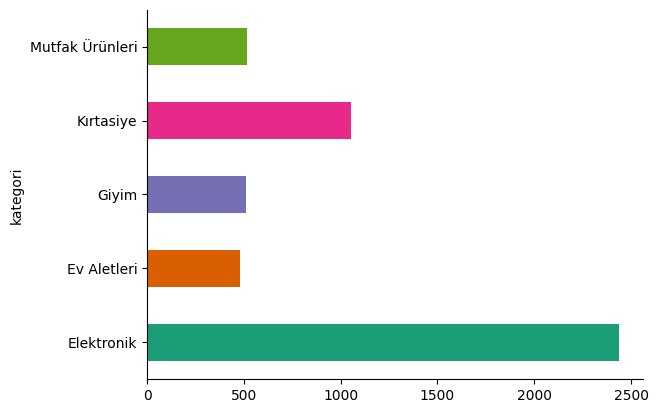 Mutfak Ürünleri
Kırtasiye
Giyim
Ev Aletleri
Elektronik
kategori
0 500 1000 1500 2000 2500